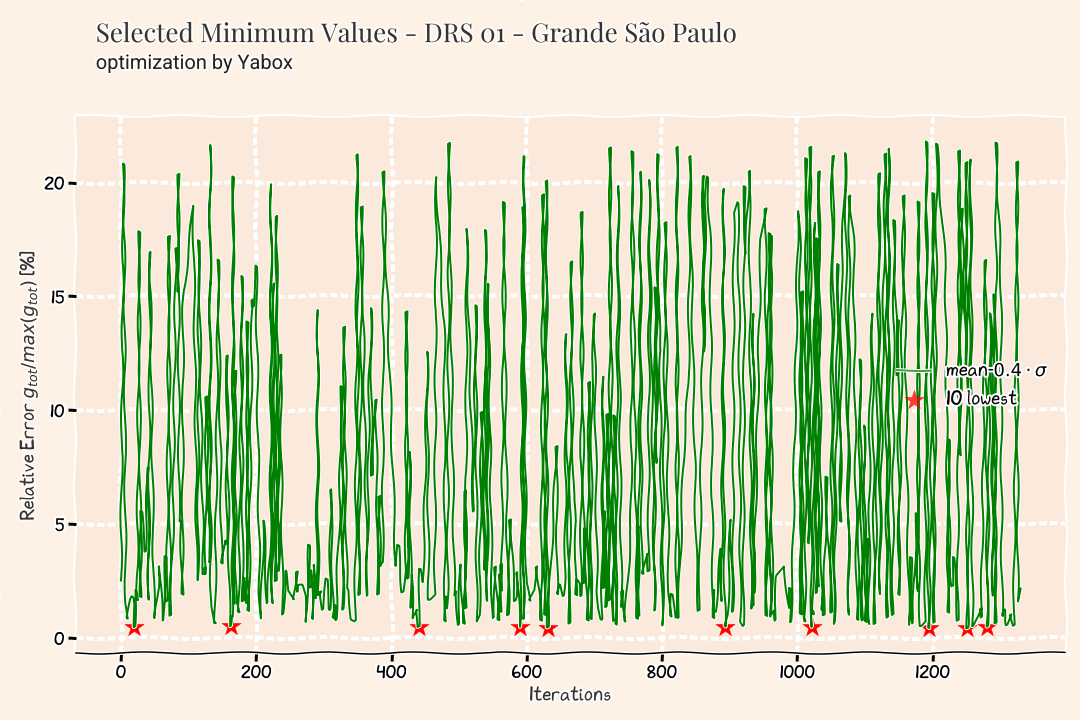 Selected Minimum Values - DRS 01 - Grande São Paulo
optimization by Yabox
Relative Error g_tot/max(g_tot) [%]
20
15
10
5
0
mean-0.4 · σ
10 lowest
0 200 400 600 800 1000 1200
Iterations